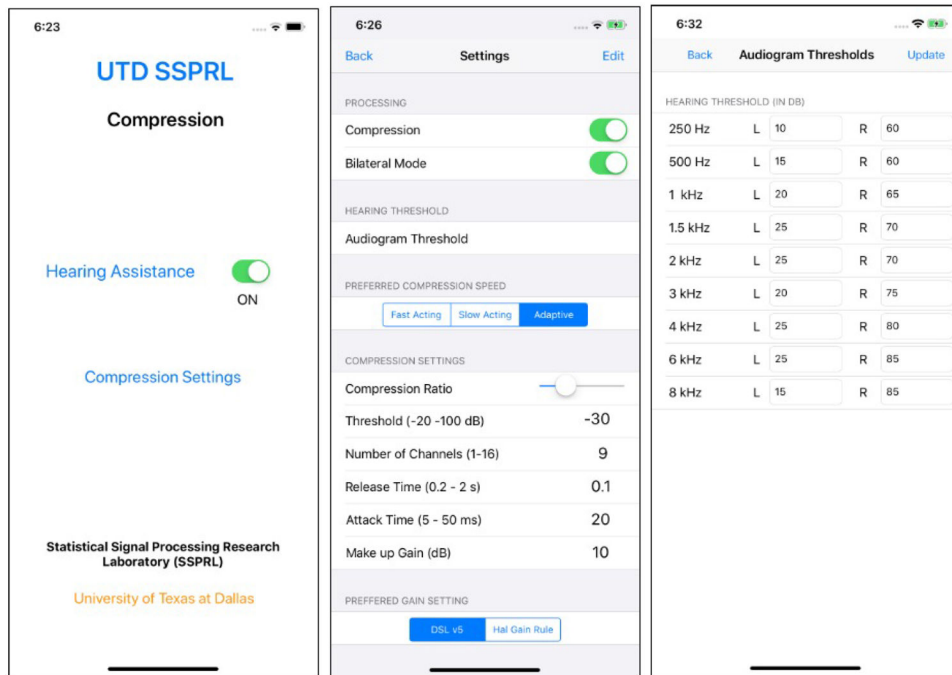 6:23
UTD SSPRL
Compression
Hearing Assistance
ON
Compression Settings
Statistical Signal Processing Research
Laboratory (SSPRL)
University of Texas at Dallas
6:26
Back Settings Edit
PROCESSING
Compression
Bilateral Mode
HEARING THRESHOLD
Audiogram Threshold
PREFERRED COMPRESSION SPEED
Fast Acting Slow Acting Adaptive
COMPRESSION SETTINGS
Compression Ratio
Threshold (-20 -100 dB) -30
Number of Channels (1-16) 9
Release Time (0.2 - 2 s) 0.1
Attack Time (5 - 50 ms) 20
Make up Gain (dB) 10
PREFFERED GAIN SETTING
DSL v5 Hal Gain Rule
6:32
Back Audiogram Thresholds Update
HEARING THRESHOLD (IN DB)
250 Hz L 10 R 60
500 Hz L 15 R 60
1 kHz L 20 R 65
1.5 kHz L 25 R 70
2 kHz L 25 R 70
3 kHz L 20 R 75
4 kHz L 25 R 80
6 kHz L 25 R 85
8 kHz L 15 R 85